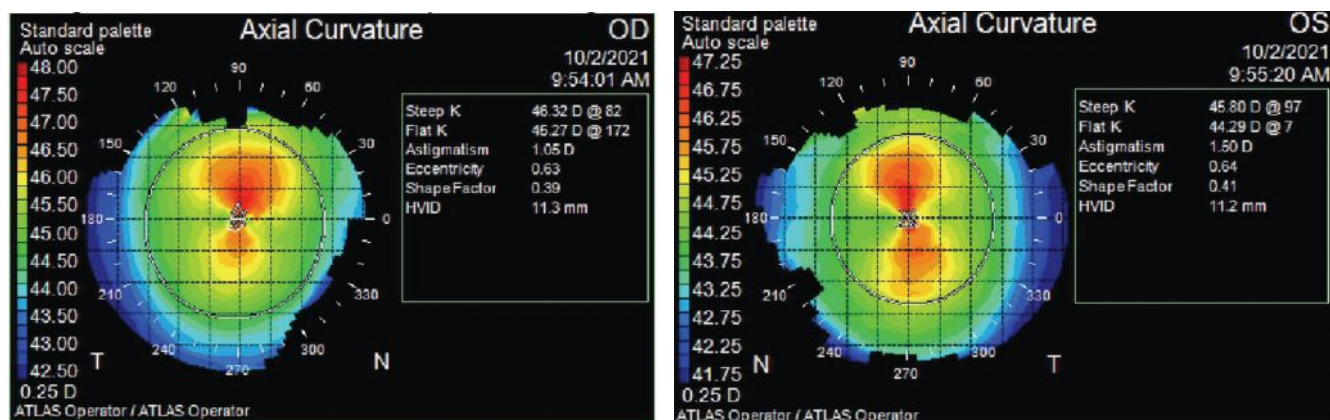 Standard palette
Auto scale
Axial Curvature
OD
10/2/2021
9:54:01 AM
48.00
47.50
47.00
46.50
46.00
45.50
45.00
44.50
44.00
43.50
43.00
42.50
0.25 D
90
120
60
150
30
180
0
210
330
240
300
270
T
N
Steep K 46.32 D @ 82
Flat K 45.27 D @ 172
Astigmatism 1.05 D
Eccentricity 0.63
Shape Factor 0.39
HVID 11.3 mm
ATLAS Operator / ATLAS Operator
Standard palette
Auto scale
Axial Curvature
OS
10/2/2021
9:55:20 AM
47.25
46.75
46.25
45.75
45.25
44.75
44.25
43.75
43.25
42.75
42.25
41.75
0.25 D
90
120
60
150
30
180
0
210
330
240
300
270
N
T
Steep K 45.80 D @ 97
Flat K 44.29 D @ 7
Astigmatism 1.50 D
Eccentricity 0.64
Shape Factor 0.41
HVID 11.2 mm
ATLAS Operator / ATLAS Operator